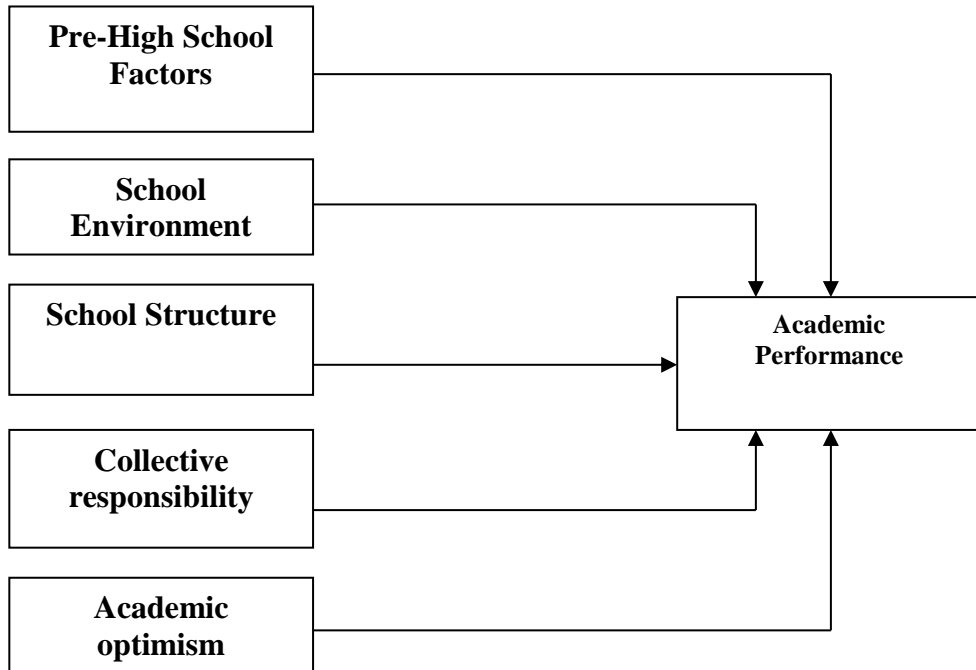 Pre-High School
Factors
School
Environment
School Structure
Academic
Performance
Collective
responsibility
Academic
optimism